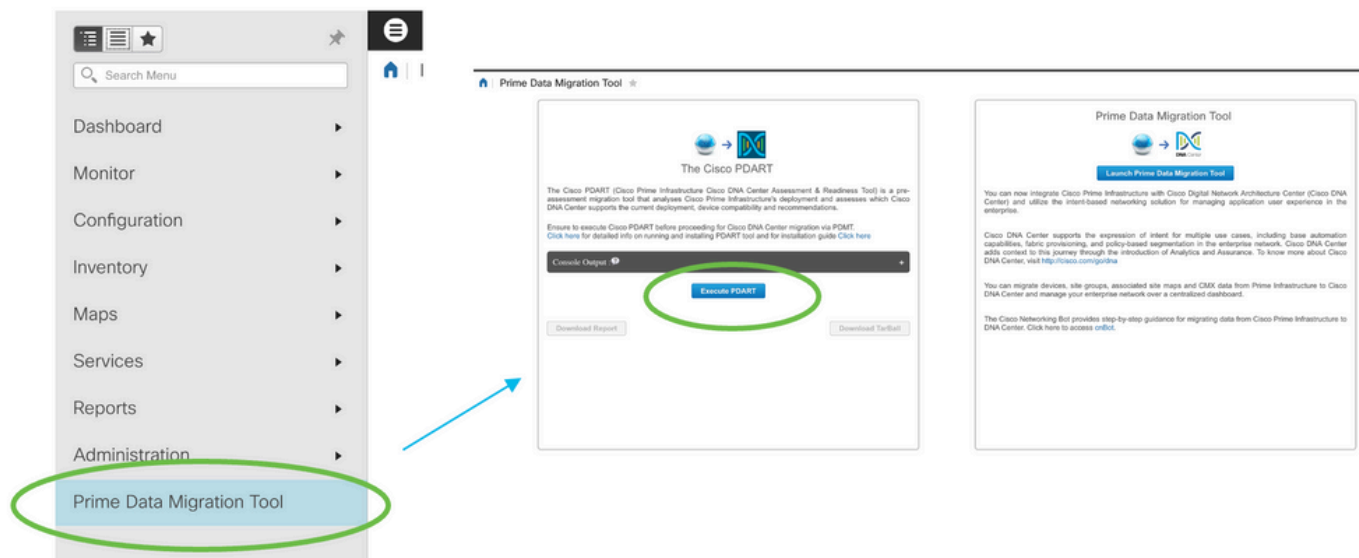 Search Menu
Dashboard
Monitor
Configuration
Inventory
Maps
Services
Reports
Administration
Prime Data Migration Tool
Prime Data Migration Tool
The Cisco PDART
The Cisco PDART (Cisco Prime Infrastructure Cisco DNA Center Assessment & Readiness Tool) is a pre-
assessment migration tool that analyses Cisco Prime Infrastructure's deployment and assesses which Cisco
DNA Center supports the current deployment, device compatibility and recommendations.
Ensure to execute Cisco PDART before proceeding for Cisco DNA Center migration via PDMT.
Click here for detailed info on running and installing PDART tool and for installation guide Click here
Console Output
Execute PDART
Download Report
Download TarBall
Prime Data Migration Tool
DNA Center
Launch Prime Data Migration Tool
You can now integrate Cisco Prime Infrastructure with Cisco Digital Network Architecture Center (Cisco DNA
Center) and utilize the intent-based networking solution for managing application user experience in the
enterprise.
Cisco DNA Center supports the expression of intent for multiple use cases, including base automation
capabilities, fabric provisioning, and policy-based segmentation in the enterprise network. Cisco DNA Center
adds context to this journey through the introduction of Analytics and Assurance. To know more about Cisco
DNA Center, visit http://cisco.com/go/dna
You can migrate devices, site groups, associated site maps and CMX data from Prime Infrastructure to Cisco
DNA Center and manage your enterprise network over a centralized dashboard.
The Cisco Networking Bot provides step-by-step guidance for migrating data from Cisco Prime Infrastructure to
DNA Center. Click here to access cnBot.